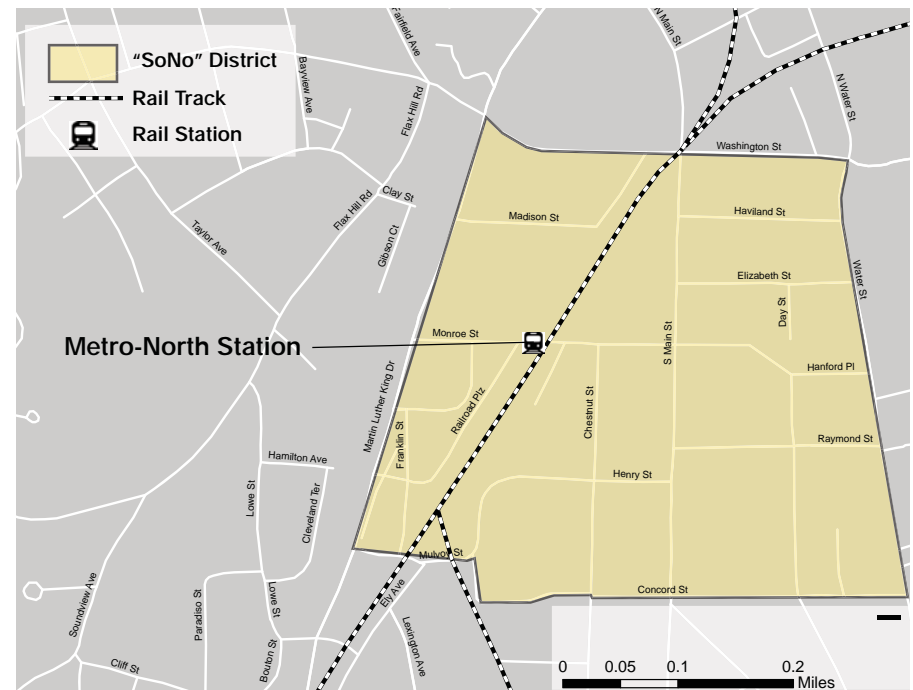 "SoNo" District
Rail Track
Rail Station
Fairfield Ave
N Main St
Bayview Ave
Flax Hill Rd
N Water St
Washington St
Clay St
Flax Hill Rd
Madison St
Haviland St
Taylor Ave
Gibson Ct
Elizabeth St
Water St
Day St
Monroe St
S Main St
Metro-North Station
Hanford Pl
Martin Luther King Dr
Railroad Plz
Chestnut St
Franklin St
Raymond St
Hamilton Ave
Henry St
Lowe St
Cleveland Ter
Mulvoy St
Concord St
Ely Ave
Soundview Ave
Paradiso St
Lowe St
Lexington Ave
Bouton St
Cliff St
0 0.05 0.1 0.2
Miles